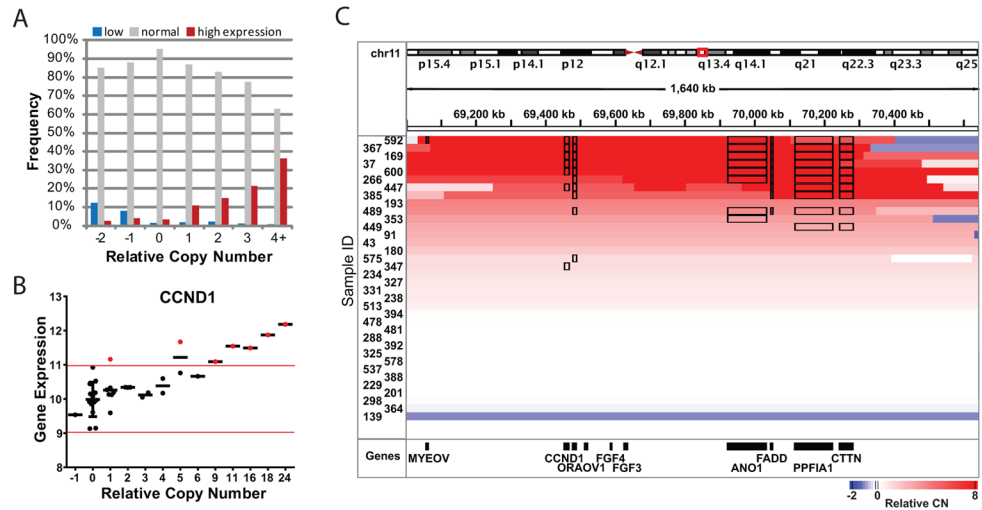 A
low normal high expression
100%
90%
80%
70%
60%
50%
40%
30%
20%
10%
0%
Frequency
-2 -1 0 1 2 3 4+
Relative Copy Number
B
CCND1
13
12
11
10
9
8
Gene Expression
-1 0 1 2 3 4 5 6 9 11 16 18 24
Relative Copy Number
C
chr11
p15.4 p15.1 p14.1 p12 q12.1 q13.4 q14.1 q21 q22.3 q23.3 q25
1,640 kb
69,200 kb 69,400 kb 69,600 kb 69,800 kb 70,000 kb 70,200 kb 70,400 kb
Sample ID
592
367
169
37
600
266
447
385
193
489
353
449
91
43
180
575
347
234
327
331
238
513
394
478
481
288
392
325
578
537
388
229
201
298
364
139
Genes
MYEOV CCND1 ORAOV1 FGF4 FGF3 ANO1 FADD PPFIA1 CTTN
-2 0 8
Relative CN